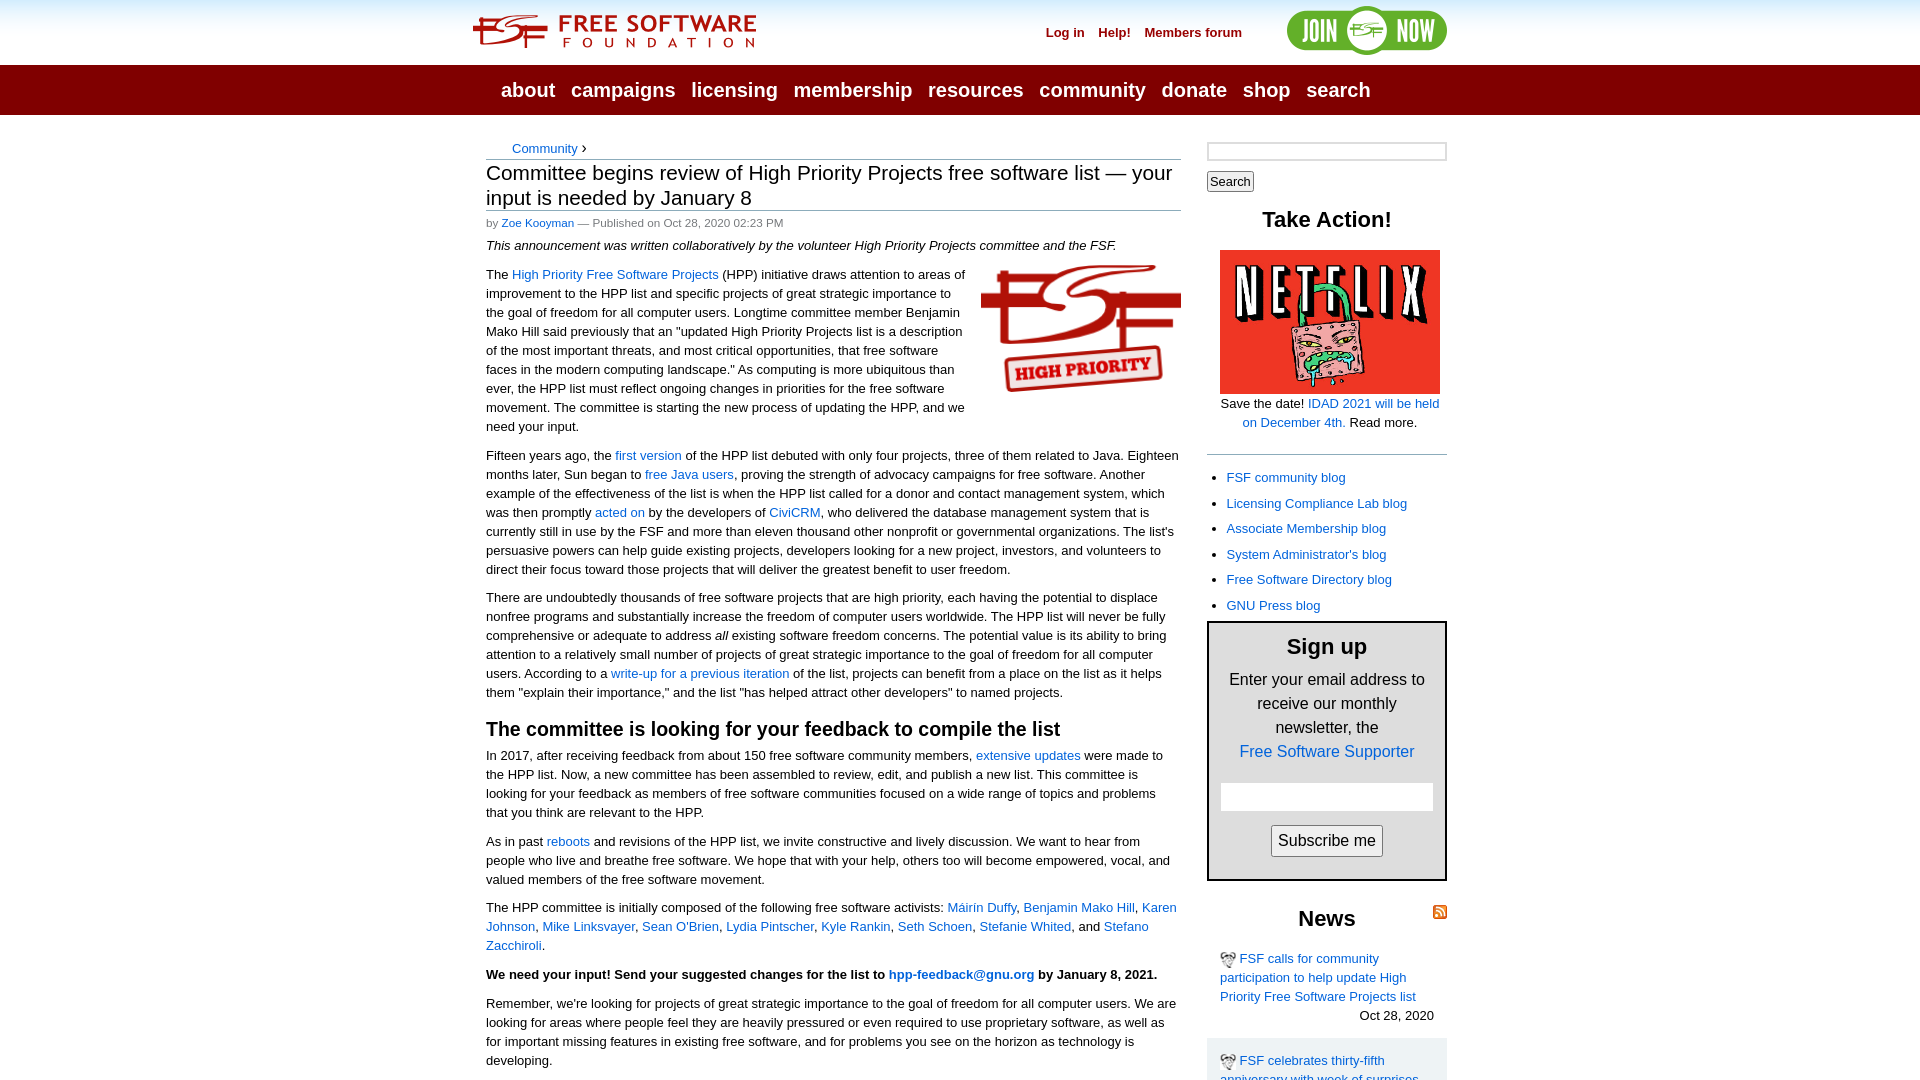 FREE SOFTWARE
FOUNDATION
Log in Help! Members forum
JOIN NOW
about campaigns licensing membership resources community donate shop search
Community ›
Committee begins review of High Priority Projects free software list — your
input is needed by January 8
by Zoe Kooyman — Published on Oct 28, 2020 02:23 PM
This announcement was written collaboratively by the volunteer High Priority Projects committee and the FSF.
The High Priority Free Software Projects (HPP) initiative draws attention to areas of
improvement to the HPP list and specific projects of great strategic importance to
the goal of freedom for all computer users. Longtime committee member Benjamin
Mako Hill said previously that an "updated High Priority Projects list is a description
of the most important threats, and most critical opportunities, that free software
faces in the modern computing landscape." As computing is more ubiquitous than
ever, the HPP list must reflect ongoing changes in priorities for the free software
movement. The committee is starting the new process of updating the HPP, and we
need your input.
FSF
HIGH PRIORITY
Fifteen years ago, the first version of the HPP list debuted with only four projects, three of them related to Java. Eighteen
months later, Sun began to free Java users, proving the strength of advocacy campaigns for free software. Another
example of the effectiveness of the list is when the HPP list called for a donor and contact management system, which
was then promptly acted on by the developers of CiviCRM, who delivered the database management system that is
currently still in use by the FSF and more than eleven thousand other nonprofit or governmental organizations. The list's
persuasive powers can help guide existing projects, developers looking for a new project, investors, and volunteers to
direct their focus toward those projects that will deliver the greatest benefit to user freedom.
There are undoubtedly thousands of free software projects that are high priority, each having the potential to displace
nonfree programs and substantially increase the freedom of computer users worldwide. The HPP list will never be fully
comprehensive or adequate to address all existing software freedom concerns. The potential value is its ability to bring
attention to a relatively small number of projects of great strategic importance to the goal of freedom for all computer
users. According to a write-up for a previous iteration of the list, projects can benefit from a place on the list as it helps
them "explain their importance," and the list "has helped attract other developers" to named projects.
The committee is looking for your feedback to compile the list
In 2017, after receiving feedback from about 150 free software community members, extensive updates were made to
the HPP list. Now, a new committee has been assembled to review, edit, and publish a new list. This committee is
looking for your feedback as members of free software communities focused on a wide range of topics and problems
that you think are relevant to the HPP.
As in past reboots and revisions of the HPP list, we invite constructive and lively discussion. We want to hear from
people who live and breathe free software. We hope that with your help, others too will become empowered, vocal, and
valued members of the free software movement.
The HPP committee is initially composed of the following free software activists: Máirín Duffy, Benjamin Mako Hill, Karen
Johnson, Mike Linksvayer, Sean O'Brien, Lydia Pintscher, Kyle Rankin, Seth Schoen, Stefanie Whited, and Stefano
Zacchiroli.
We need your input! Send your suggested changes for the list to hpp-feedback@gnu.org by January 8, 2021.
Remember, we're looking for projects of great strategic importance to the goal of freedom for all computer users. We are
looking for areas where people feel they are heavily pressured or even required to use proprietary software, as well as
for important missing features in existing free software, and for problems you see on the horizon as technology is
developing.
Search
Take Action!
NETFLIX
Save the date! IDAD 2021 will be held
on December 4th. Read more.
FSF community blog
Licensing Compliance Lab blog
Associate Membership blog
System Administrator's blog
Free Software Directory blog
GNU Press blog
Sign up
Enter your email address to
receive our monthly
newsletter, the
Free Software Supporter
Subscribe me
News
FSF calls for community
participation to help update High
Priority Free Software Projects list
Oct 28, 2020
FSF celebrates thirty-fifth
anniversary with week of surprises